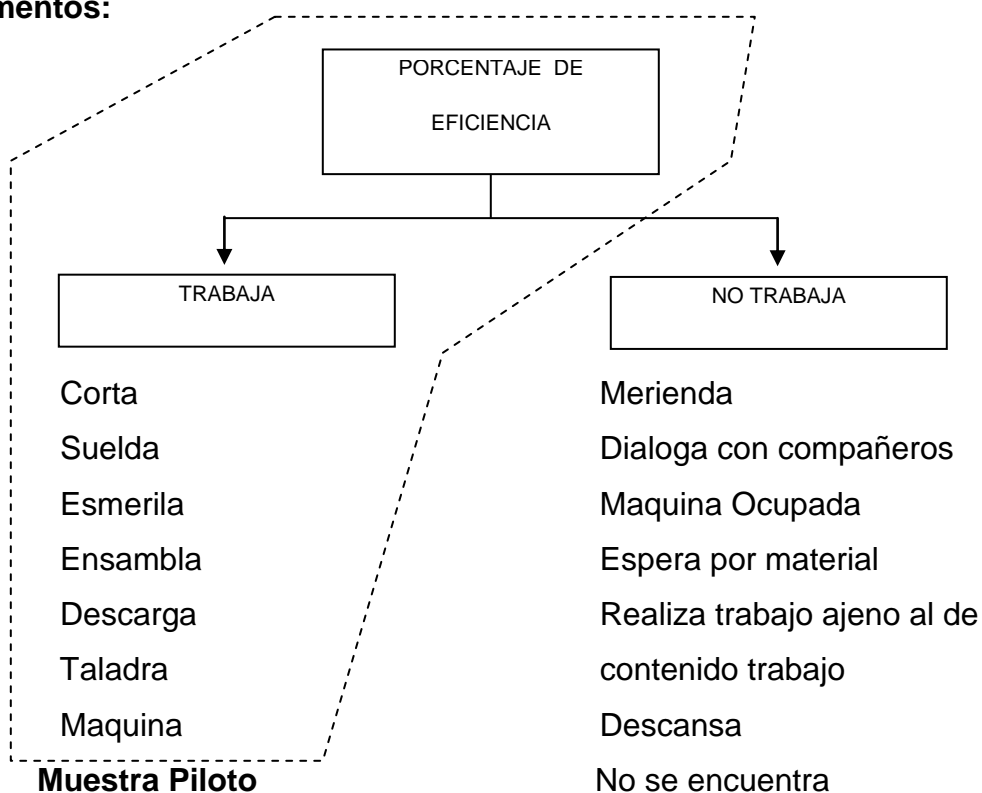 mentos:
PORCENTAJE DE
EFICIENCIA
TRABAJA
Corta
Suelda
Esmerila
Ensambla
Descarga
Taladra
Maquina
Muestra Piloto
NO TRABAJA
Merienda
Dialoga con compañeros
Maquina Ocupada
Espera por material
Realiza trabajo ajeno al de
contenido trabajo
Descansa
No se encuentra